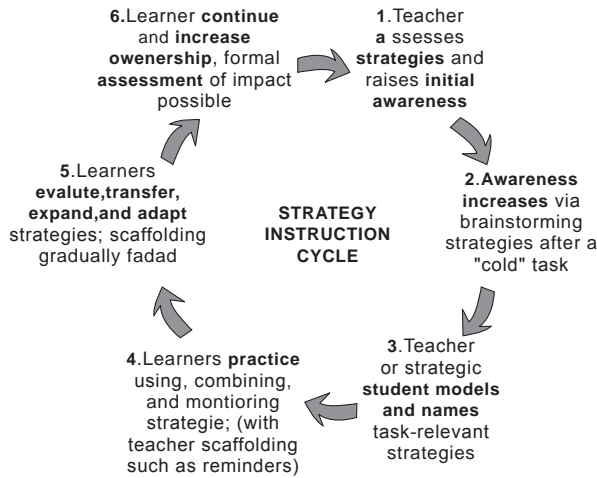 6.Learner continue
and increase
owenership, formal
assessment of impact
possible
1.Teacher
a ssesses
strategies and
raises initial
awareness
2.Awareness
increases via
brainstorming
strategies after a
"cold" task
3.Teacher
or strategic
student models
and names
task-relevant
strategies
4.Learners practice
using, combining,
and montioring
strategie; (with
teacher scaffolding
such as reminders)
5.Learners
evalute,transfer,
expand,and adapt
strategies; scaffolding
gradually fadad
STRATEGY
INSTRUCTION
CYCLE